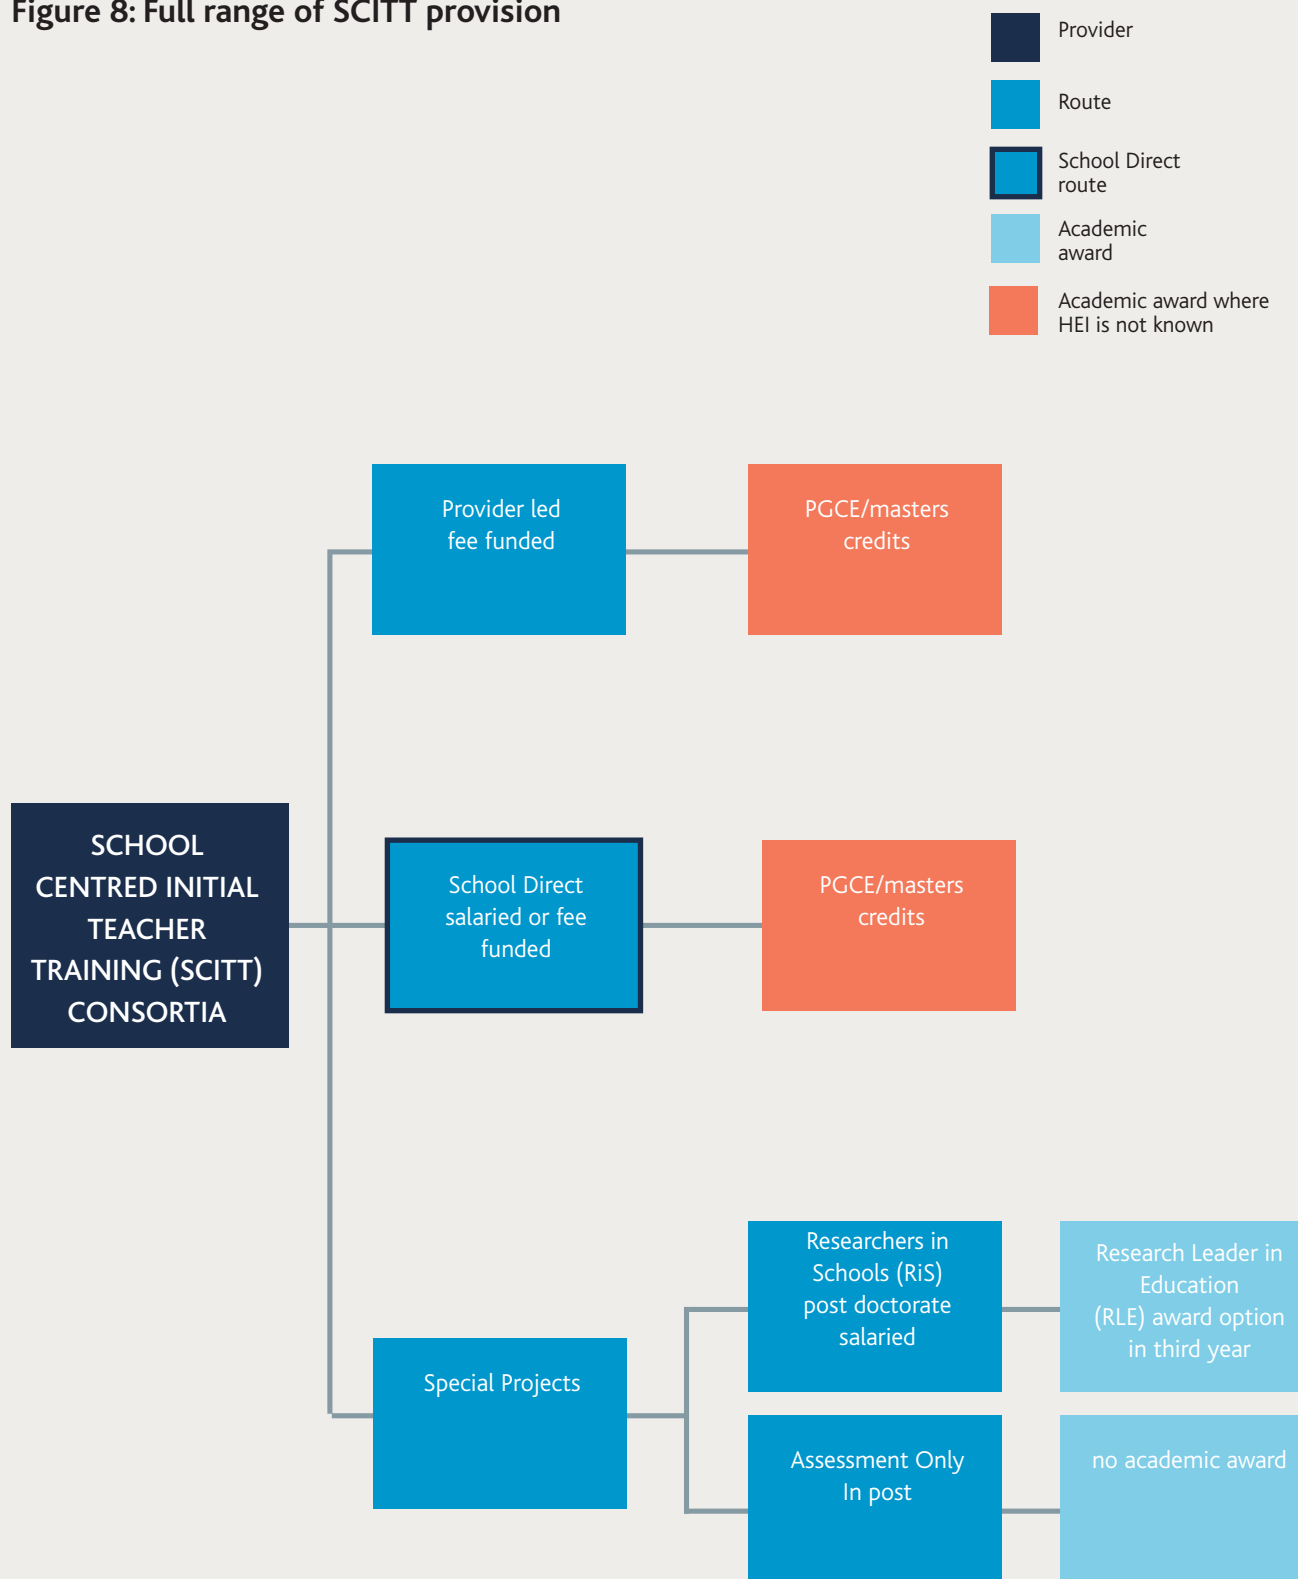 Figure 8: Full range of SCITT provision
Provider
Route
School Direct
route
Academic
award
Academic award where
HEI is not known
Provider led
fee funded
PGCE/masters
credits
SCHOOL
CENTRED INITIAL
TEACHER
TRAINING (SCITT)
CONSORTIA
School Direct
salaried or fee
funded
PGCE/masters
credits
Special Projects
Researchers in
Schools (RiS)
post doctorate
salaried
Research Leader in
Education
(RLE) award option
in third year
Assessment Only
In post
no academic award